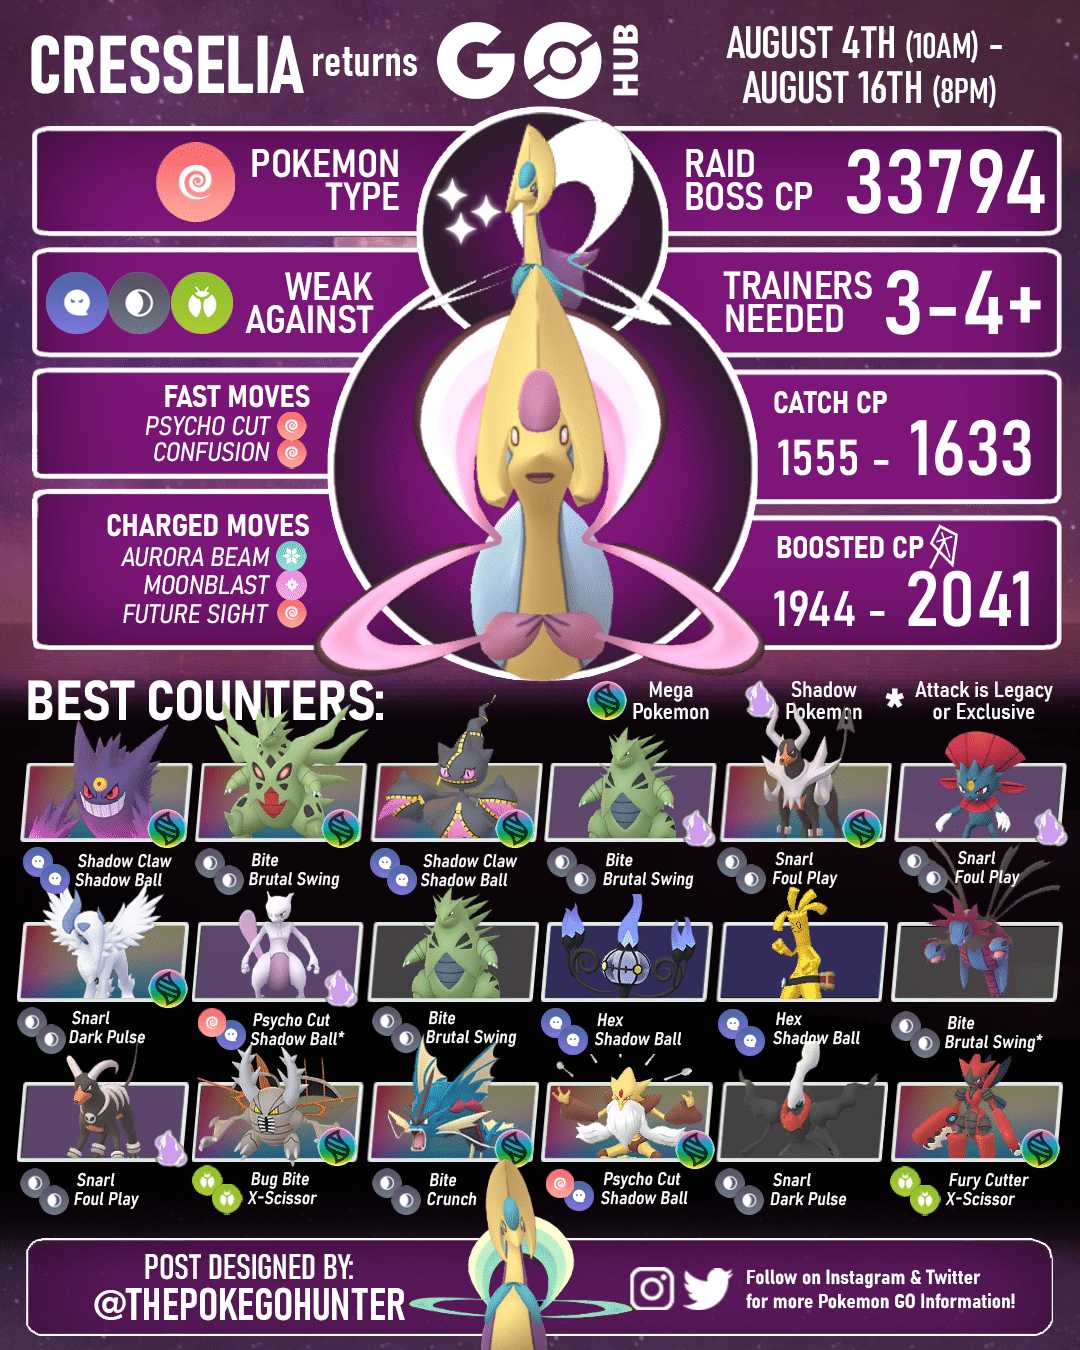 CRESSELIA returns
GO HUB
AUGUST 4TH (10AM) -
AUGUST 16TH (8PM)
POKEMON
TYPE
RAID
BOSS CP
33794
WEAK
AGAINST
TRAINERS
NEEDED
3-4+
FAST MOVES
PSYCHO CUT
CONFUSION
CATCH CP
1555 - 1633
CHARGED MOVES
AURORA BEAM
MOONBLAST
FUTURE SIGHT
BOOSTED CP
1944 - 2041
BEST COUNTERS:
Mega
Pokemon
Shadow
Pokemon
* Attack is Legacy
or Exclusive
Shadow Claw
Shadow Ball
Bite
Brutal Swing
Shadow Claw
Shadow Ball
Bite
Brutal Swing
Snarl
Foul Play
Snarl
Foul Play
Snarl
Dark Pulse
Psycho Cut
Shadow Ball*
Bite
Brutal Swing
Hex
Shadow Ball
Hex
Shadow Ball
Bite
Brutal Swing*
Snarl
Foul Play
Bug Bite
X-Scissor
Bite
Crunch
Psycho Cut
Shadow Ball
Snarl
Dark Pulse
Fury Cutter
X-Scissor
POST DESIGNED BY:
@THEPOKEGOHUNTER
Follow on Instagram & Twitter
for more Pokemon GO Information!